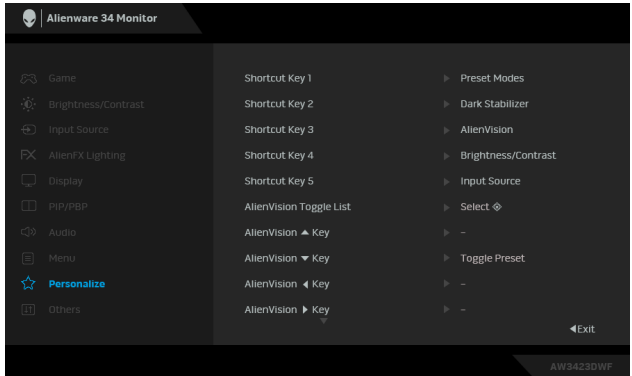 Alienware 34 Monitor
Game
Brightness/Contrast
Input Source
FX AlienFX Lighting
Display
PIP/PBP
Audio
Menu
Personalize
Others
Shortcut Key 1 Preset Modes
Shortcut Key 2 Dark Stabilizer
Shortcut Key 3 AlienVision
Shortcut Key 4 Brightness/Contrast
Shortcut Key 5 Input Source
AlienVision Toggle List Select
AlienVision ▲ Key –
AlienVision ▼ Key Toggle Preset
AlienVision ◀ Key –
AlienVision ▶ Key –
◀Exit
AW3423DWF